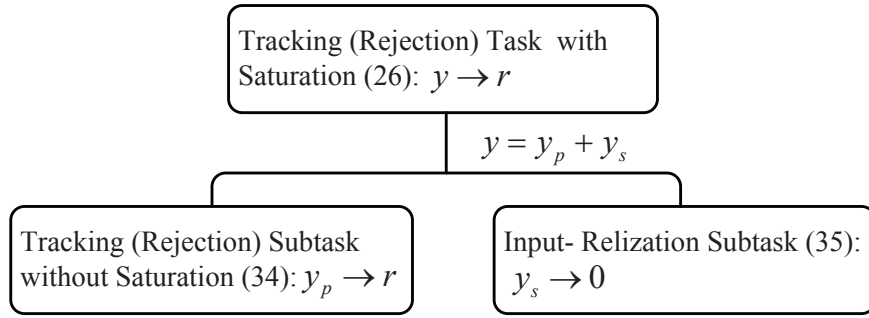 Tracking (Rejection) Task with
Saturation (26): y → r
y = y_p + y_s
Tracking (Rejection) Subtask
without Saturation (34): y_p → r
Input- Relization Subtask (35):
y_s → 0